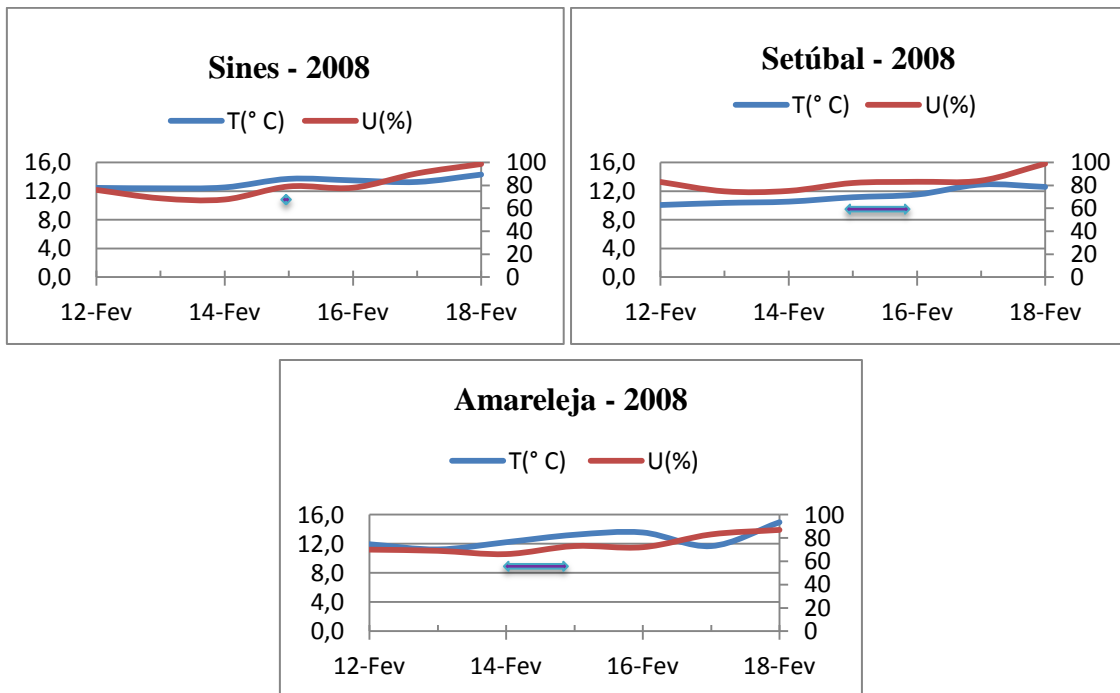 Sines - 2008
T(° C) U(%)
16,0 100
12,0 80
8,0 60
4,0 40
0,0 20
0
12-Fev 14-Fev 16-Fev 18-Fev
Setúbal - 2008
T(° C) U(%)
16,0 100
12,0 80
8,0 60
4,0 40
0,0 20
0
12-Fev 14-Fev 16-Fev 18-Fev
Amareleja - 2008
T(° C) U(%)
16,0 100
12,0 80
8,0 60
4,0 40
0,0 20
0
12-Fev 14-Fev 16-Fev 18-Fev